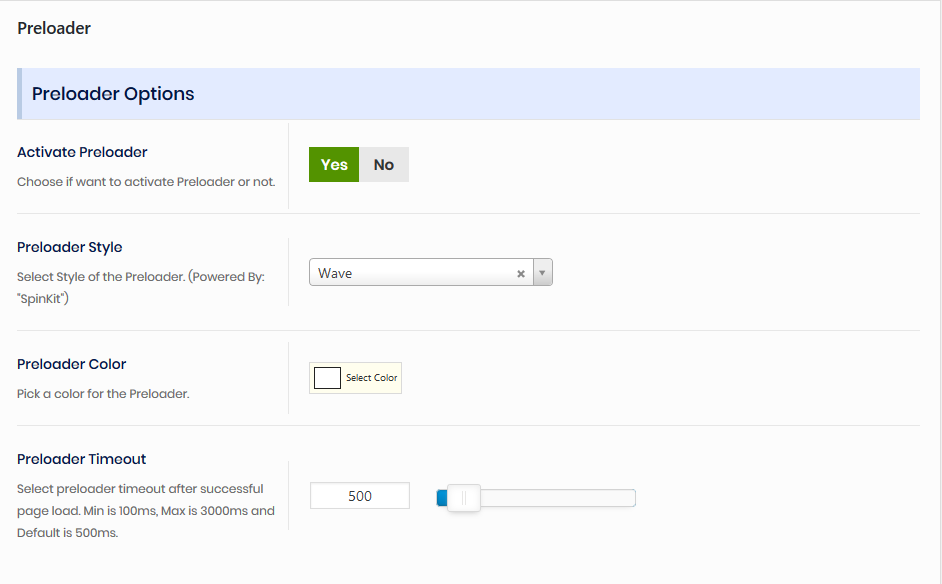 Preloader
Preloader Options
Activate Preloader
Choose if want to activate Preloader or not.
Yes No
Preloader Style
Select Style of the Preloader. (Powered By:
"SpinKit")
Wave
Preloader Color
Pick a color for the Preloader.
Select Color
Preloader Timeout
Select preloader timeout after successful
page load. Min is 100ms, Max is 3000ms and
Default is 500ms.
500